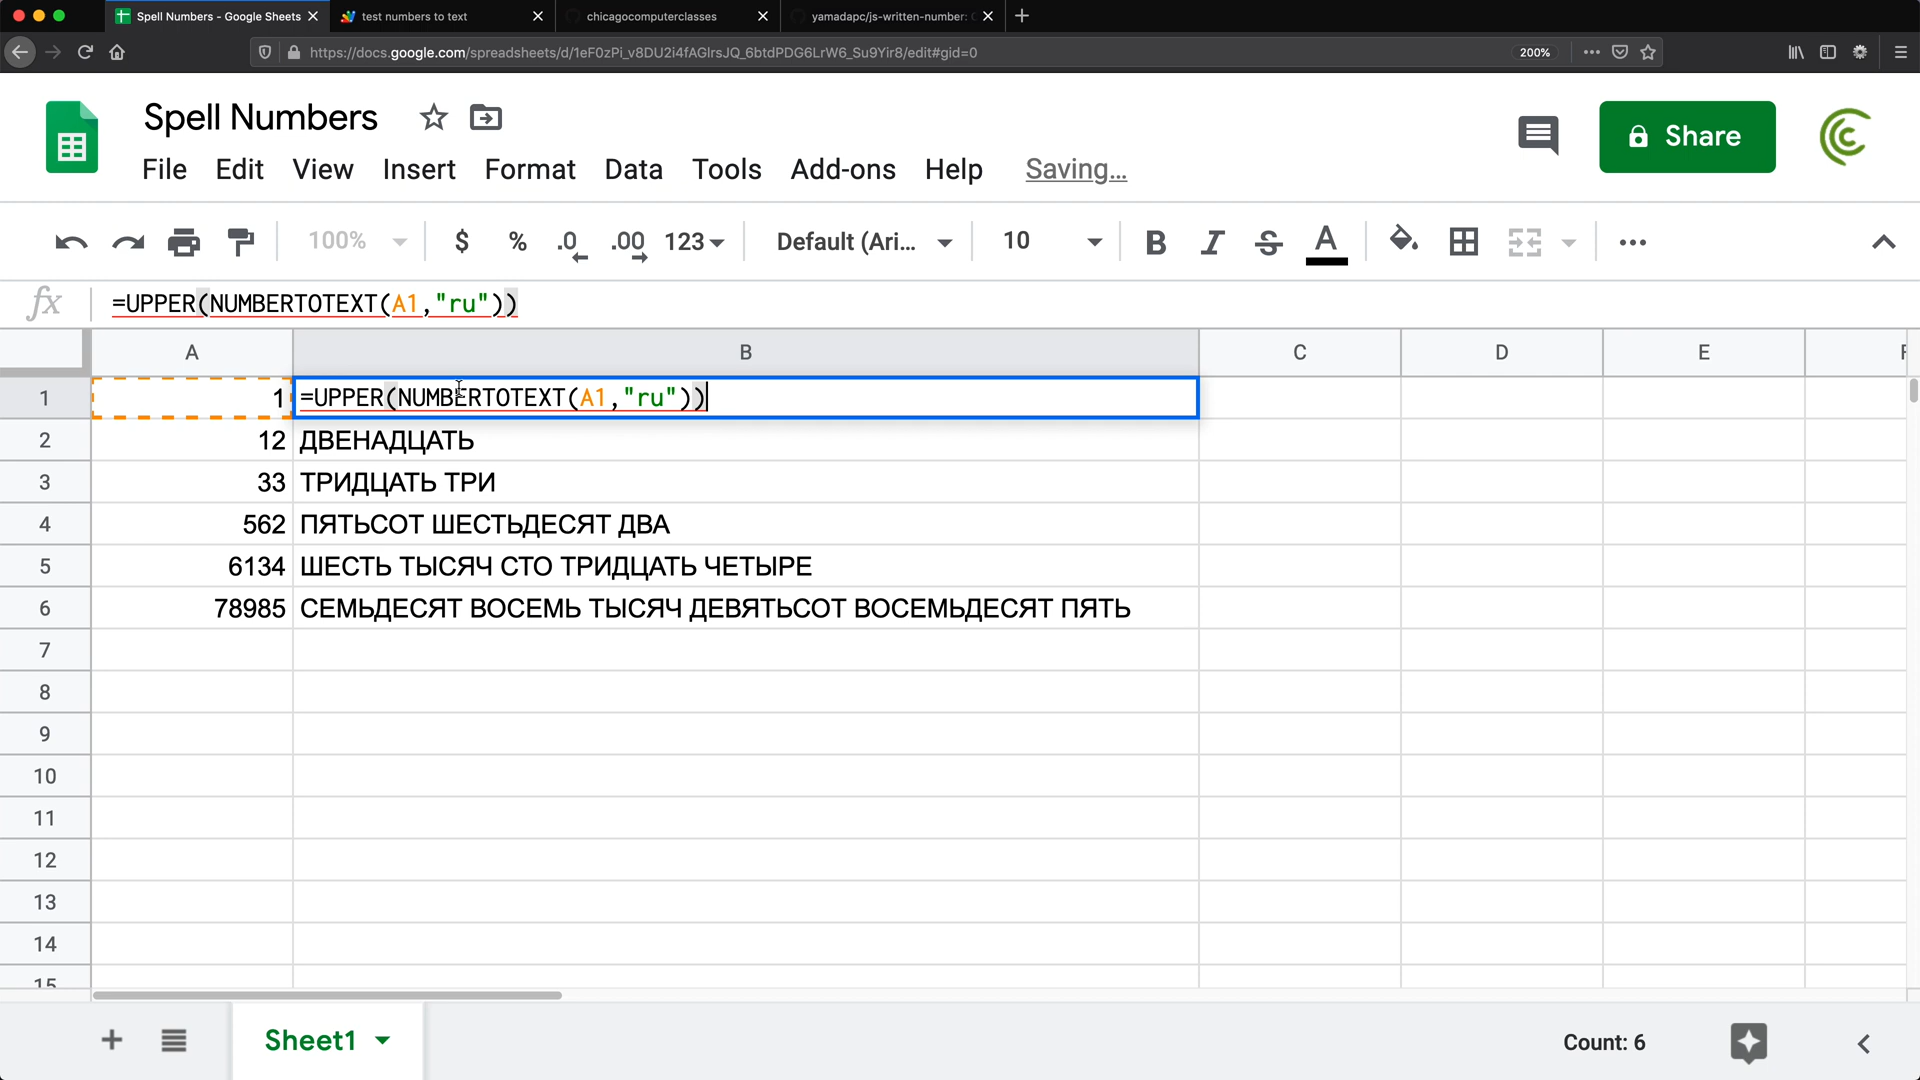 Spell Numbers - Google Sheets
test numbers to text
chicagocomputerclasses
yamadapc/js-written-number:
https://docs.google.com/spreadsheets/d/1eF0zPi_v8DU2i4fAGlrsJQ_6btdPDG6LrW6_Su9Yir8/edit#gid=0
200%
Spell Numbers
Share
File Edit View Insert Format Data Tools Add-ons Help Saving…
100% $ % .0 .00 123 Default (Ari... 10 B I S A
fx =UPPER(NUMBERTOTEXT(A1,"ru"))
A B C D E
1 1 =UPPER(NUMBERTOTEXT(A1,"ru"))
2 12 ДВЕНАДЦАТЬ
3 33 ТРИДЦАТЬ ТРИ
4 562 ПЯТЬСОТ ШЕСТЬДЕСЯТ ДВА
5 6134 ШЕСТЬ ТЫСЯЧ СТО ТРИДЦАТЬ ЧЕТЫРЕ
6 78985 СЕМЬДЕСЯТ ВОСЕМЬ ТЫСЯЧ ДЕВЯТЬСОТ ВОСЕМЬДЕСЯТ ПЯТЬ
7
8
9
10
11
12
13
14
15
Sheet1 Count: 6